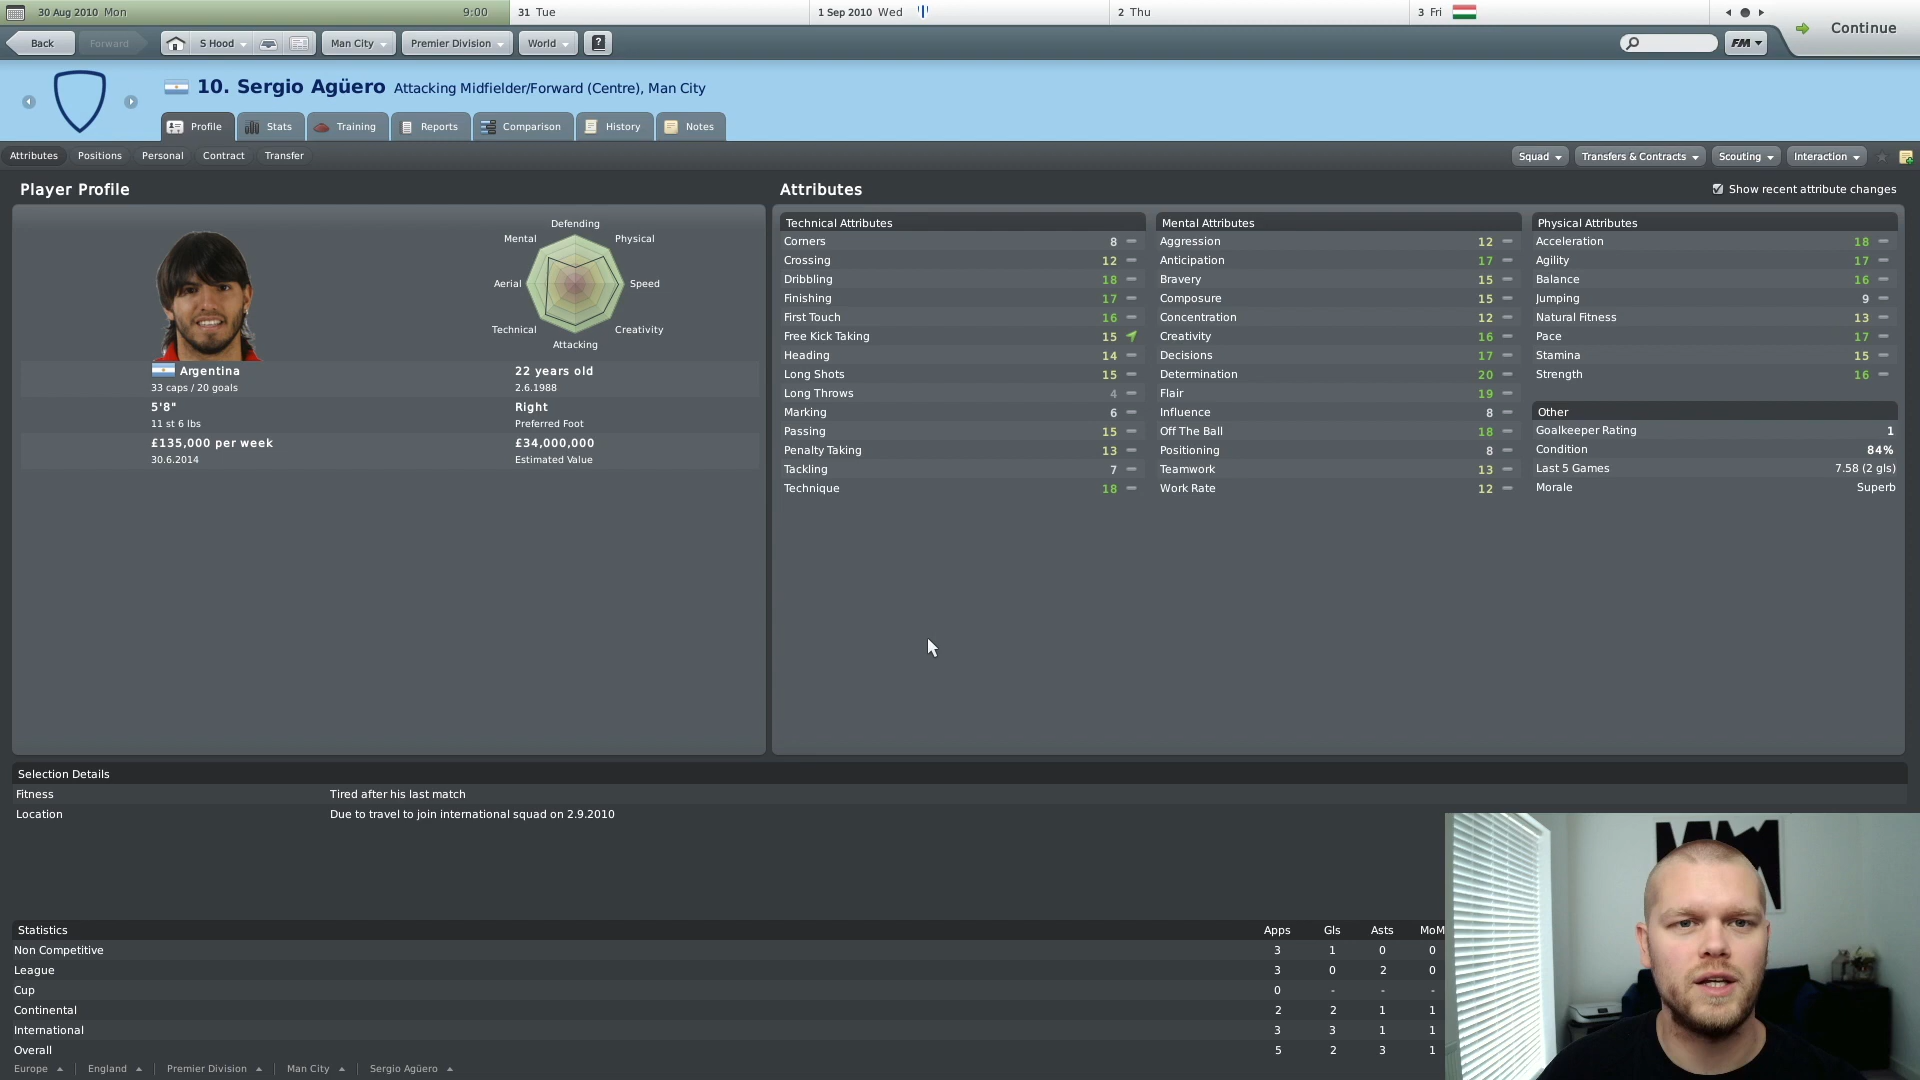 30 Aug 2010 Mon 9:00 31 Tue 1 Sep 2010 Wed 2 Thu 3 Fri
Back Forward S Hood Man City Premier Division World ? FM Continue
10. Sergio Agüero Attacking Midfielder/Forward (Centre), Man City
Profile Stats Training Reports Comparison History Notes
Attributes Positions Personal Contract Transfer Squad Transfers & Contracts Scouting Interaction
Player Profile
Defending
Mental Physical
Aerial Speed
Technical Creativity
Attacking
Argentina 22 years old
33 caps / 20 goals 2.6.1988
5'8" Right
11 st 6 lbs Preferred Foot
£135,000 per week £34,000,000
30.6.2014 Estimated Value
Attributes Show recent attribute changes
Technical Attributes
Corners 8
Crossing 12
Dribbling 18
Finishing 17
First Touch 16
Free Kick Taking 15
Heading 14
Long Shots 15
Long Throws 4
Marking 6
Passing 15
Penalty Taking 13
Tackling 7
Technique 18
Mental Attributes
Aggression 12
Anticipation 17
Bravery 15
Composure 15
Concentration 12
Creativity 16
Decisions 17
Determination 20
Flair 19
Influence 8
Off The Ball 18
Positioning 8
Teamwork 13
Work Rate 12
Physical Attributes
Acceleration 18
Agility 17
Balance 16
Jumping 9
Natural Fitness 13
Pace 17
Stamina 15
Strength 16
Other
Goalkeeper Rating 1
Condition 84%
Last 5 Games 7.58 (2 gls)
Morale Superb
Selection Details
Fitness Tired after his last match
Location Due to travel to join international squad on 2.9.2010
Statistics Apps Gls Asts MoM
Non Competitive 3 1 0 0
League 3 0 2 0
Cup 0 - - -
Continental 2 2 1 1
International 3 3 1 1
Overall 5 2 3 1
Europe England Premier Division Man City Sergio Agüero